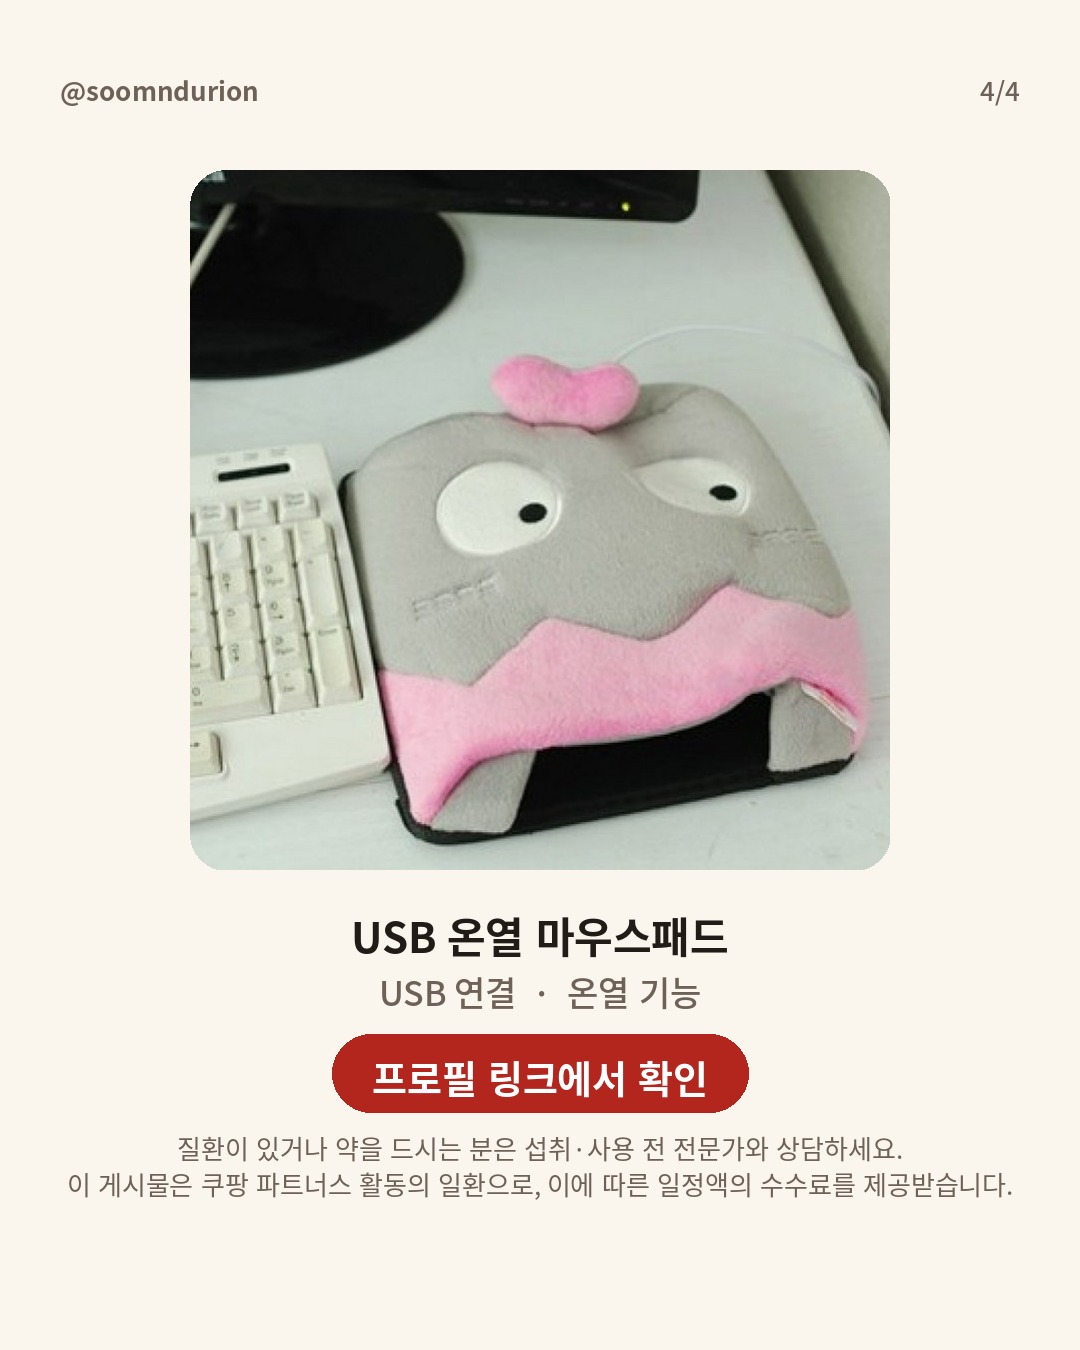 @soomndurion
4/4
USB 온열 마우스패드
USB 연결 · 온열 기능
프로필 링크에서 확인
질환이 있거나 약을 드시는 분은 섭취·사용 전 전문가와 상담하세요.
이 게시물은 쿠팡 파트너스 활동의 일환으로, 이에 따른 일정액의 수수료를 제공받습니다.